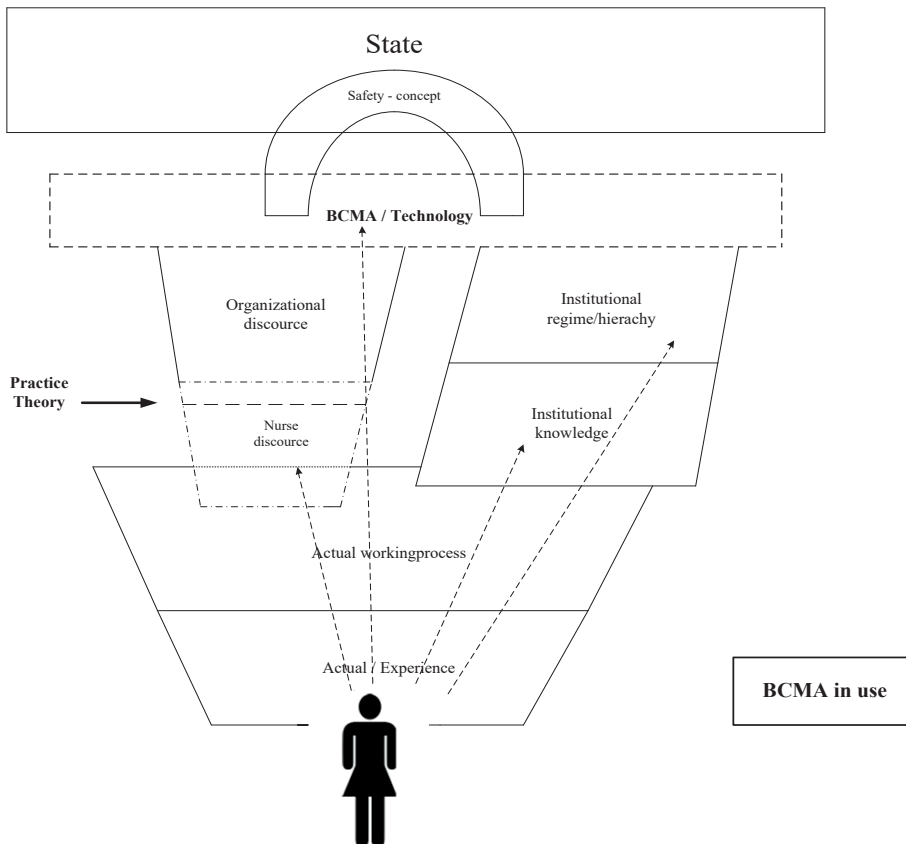 State
Safety - concept
BCMA / Technology
Organizational
discource
Institutional
regime/hierachy
Practice
Theory
Nurse
discource
Institutional
knowledge
Actual workingprocess
Actual / Experience
BCMA in use